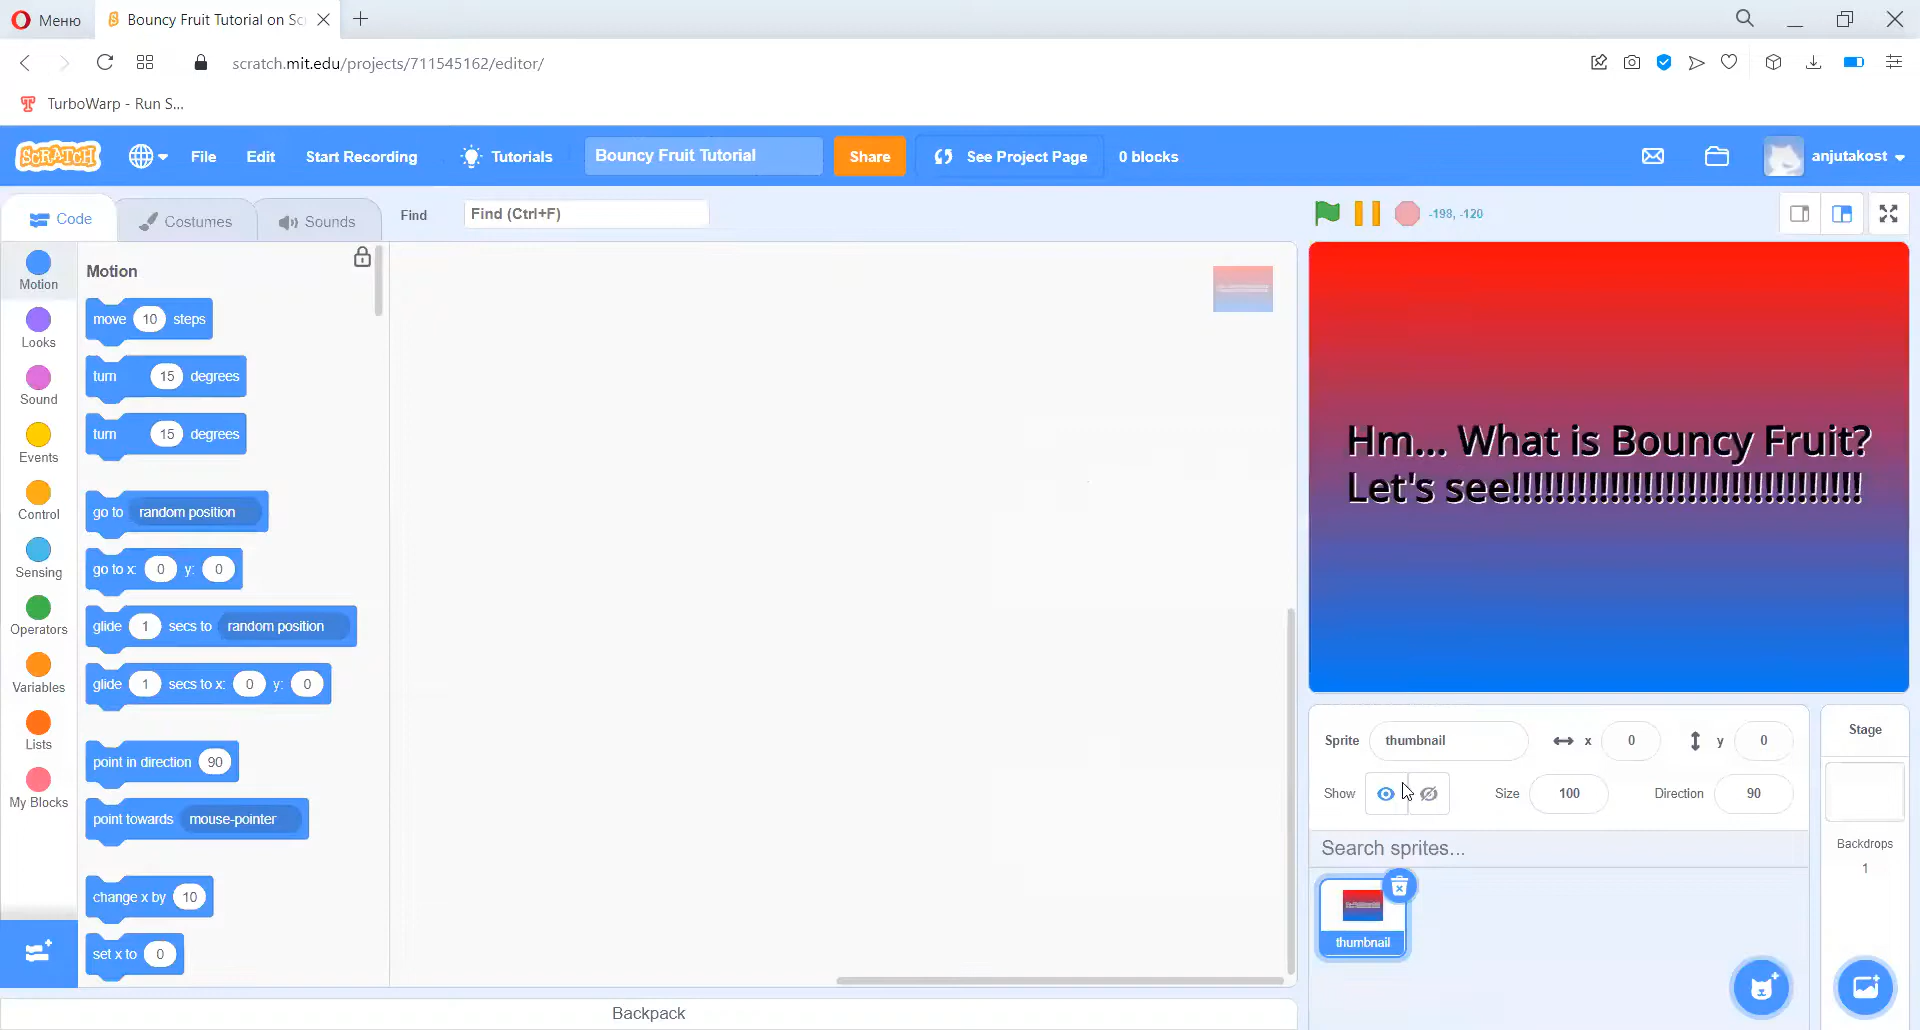 Меню
Bouncy Fruit Tutorial on Sc
scratch.mit.edu/projects/711545162/editor/
TurboWarp - Run S...
SCRATCH
File
Edit
Start Recording
Tutorials
Bouncy Fruit Tutorial
Share
See Project Page
0 blocks
anjutakost
Code
Costumes
Sounds
Find
Find (Ctrl+F)
-198, -120
Motion
Looks
Sound
Events
Control
Sensing
Operators
Variables
Lists
My Blocks
Motion
move 10 steps
turn 15 degrees
turn 15 degrees
go to random position
go to x: 0 y: 0
glide 1 secs to random position
glide 1 secs to x: 0 y: 0
point in direction 90
point towards mouse-pointer
change x by 10
set x to 0
Hm... What is Bouncy Fruit?
Let's see!!!!!!!!!!!!!!!!!!!!!!!!!!!!!!!!
Sprite thumbnail x 0 y 0
Show Size 100 Direction 90
Search sprites...
thumbnail
Stage
Backdrops
1
Backpack